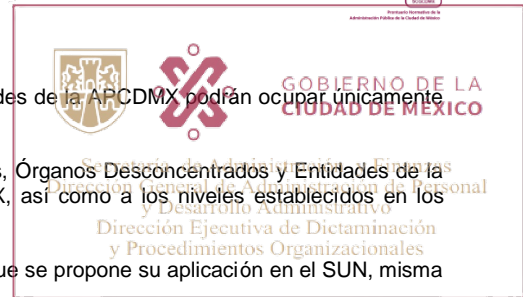 Prontuario Normativo de la
Administración Pública de la Ciudad de México
GOBIERNO DE LA
CIUDAD DE MÉXICO
des de la APCDMX podrán ocupar únicamente
Secretaría de Administración y Finanzas
s, Órganos Desconcentrados y Entidades de la
Dirección General de Administración de Personal
X, así como a los niveles establecidos en los
y Desarrollo Administrativo
Dirección Ejecutiva de Dictaminación
y Procedimientos Organizacionales
ue se propone su aplicación en el SUN, misma